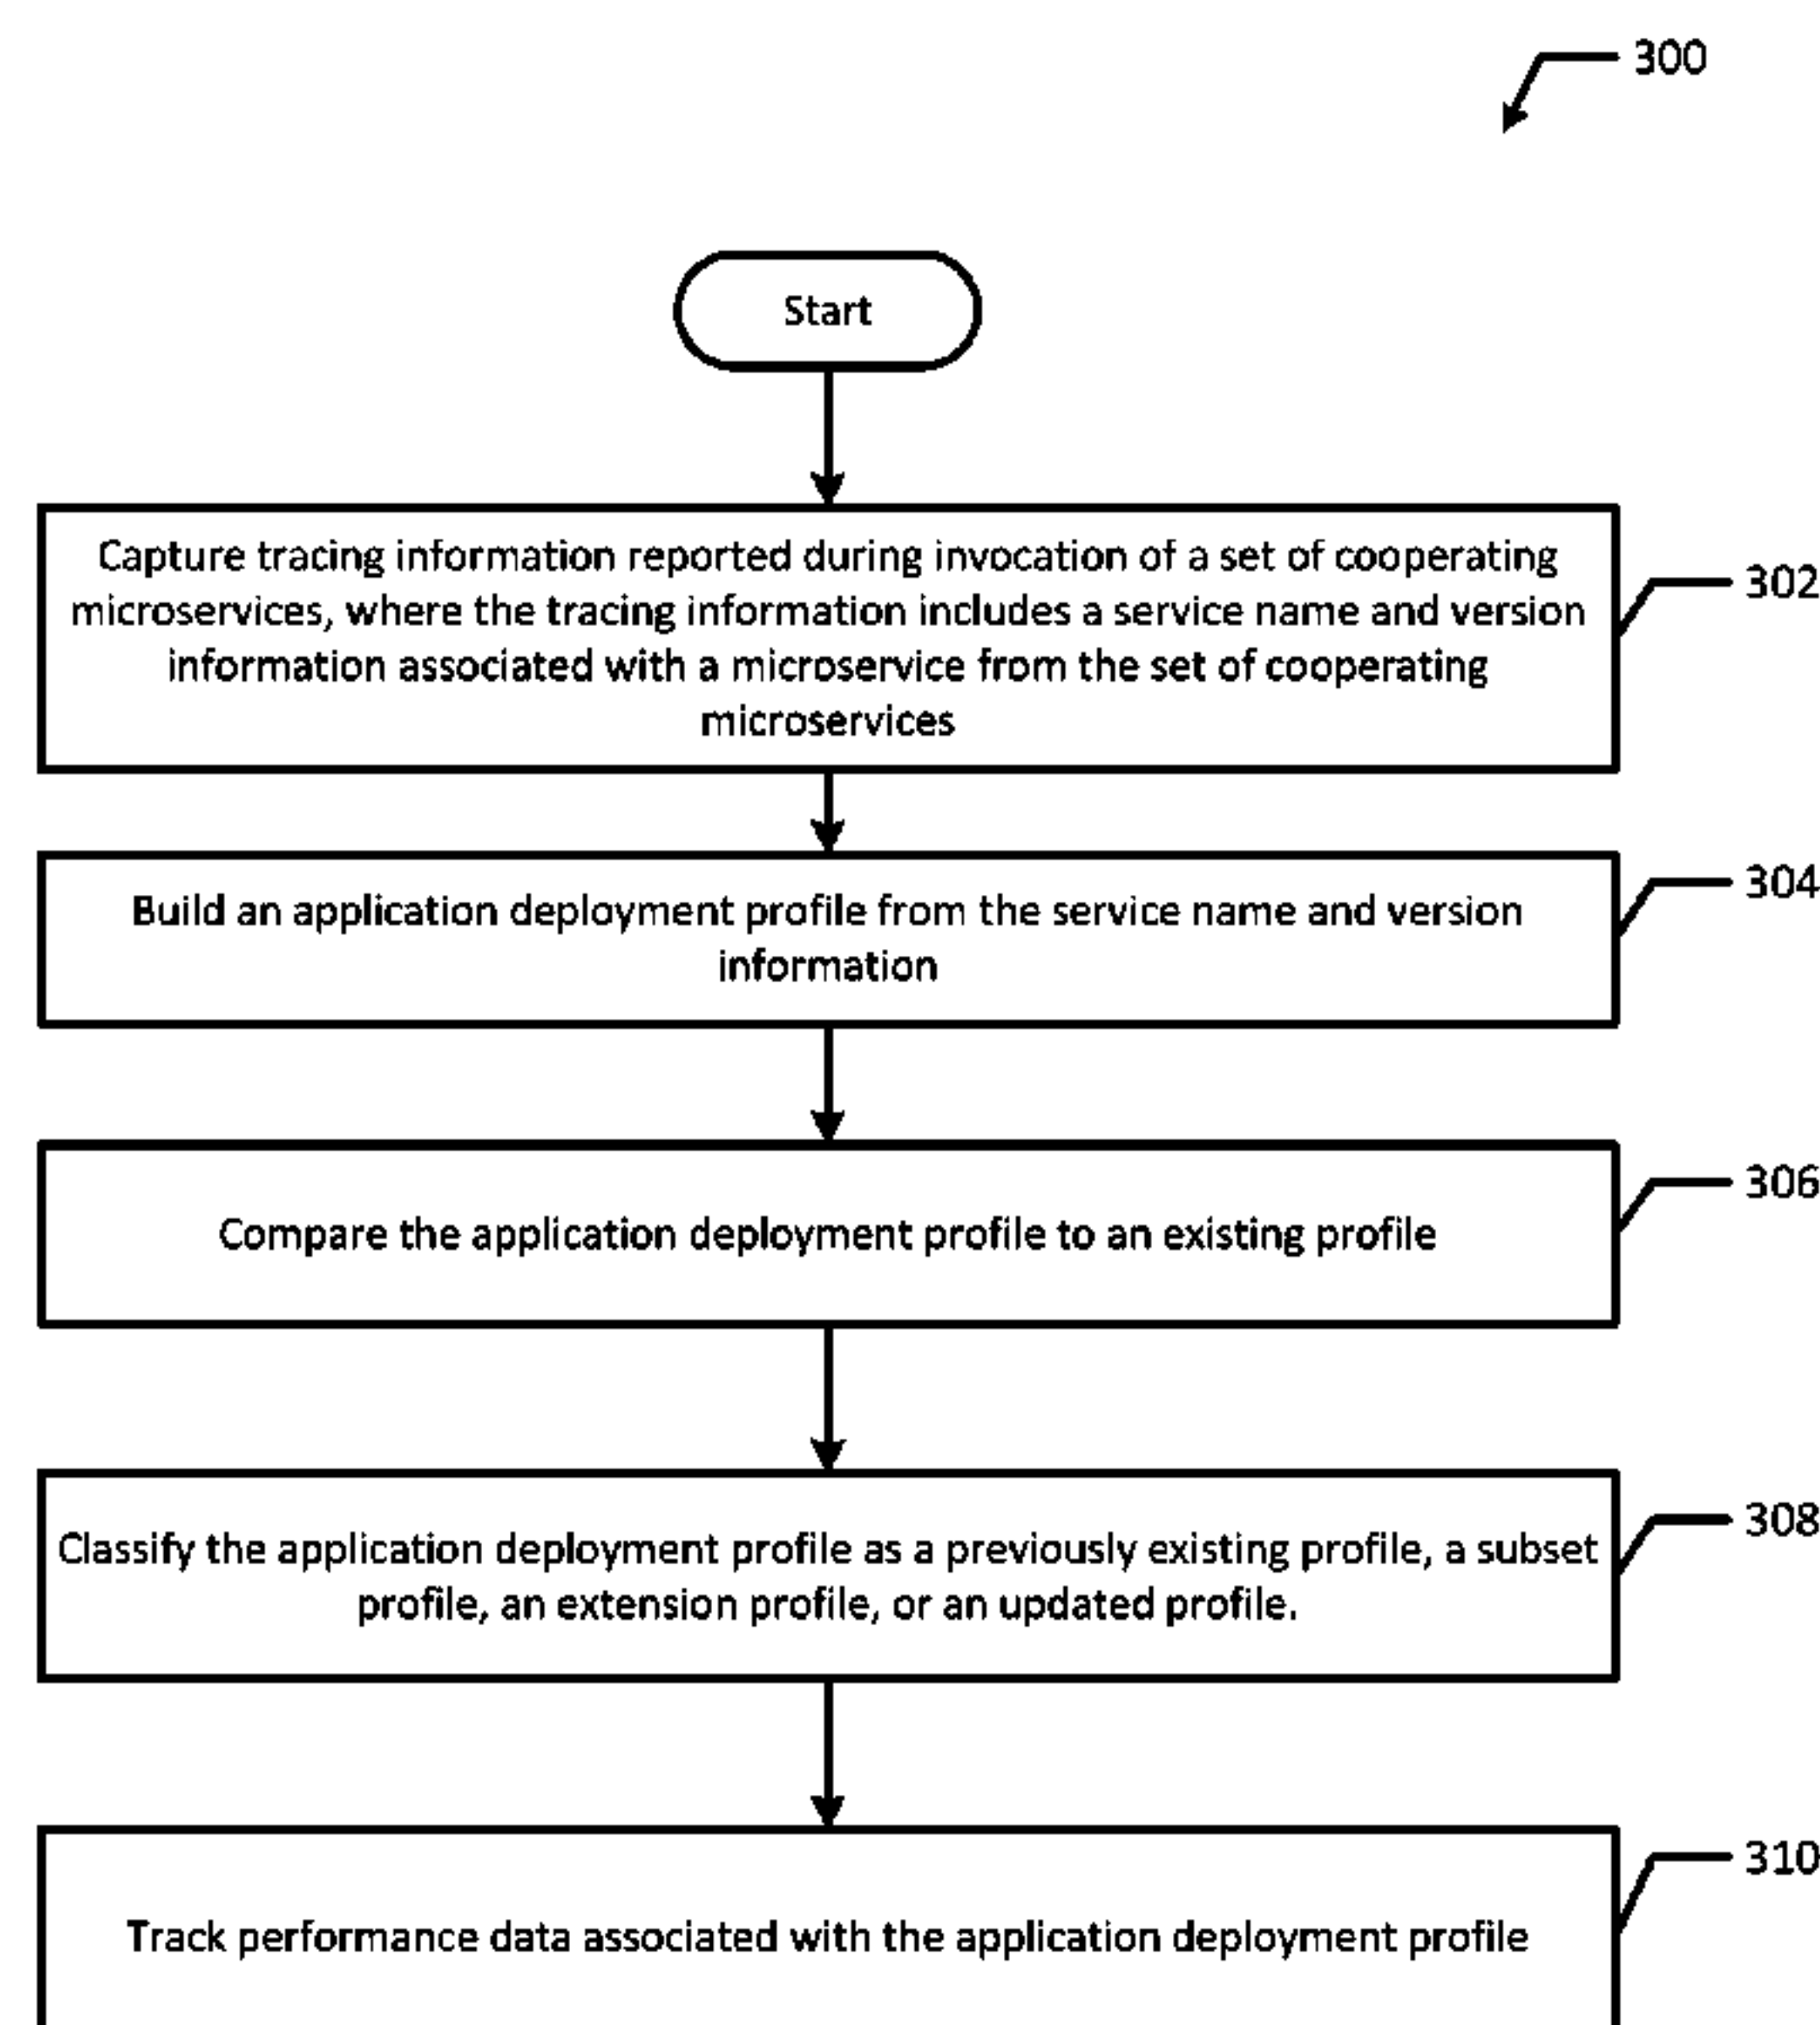 300
Start
Capture tracing information reported during invocation of a set of cooperating
microservices, where the tracing information includes a service name and version
information associated with a microservice from the set of cooperating
microservices
302
Build an application deployment profile from the service name and version
information
304
Compare the application deployment profile to an existing profile
306
Classify the application deployment profile as a previously existing profile, a subset
profile, an extension profile, or an updated profile.
308
Track performance data associated with the application deployment profile
310